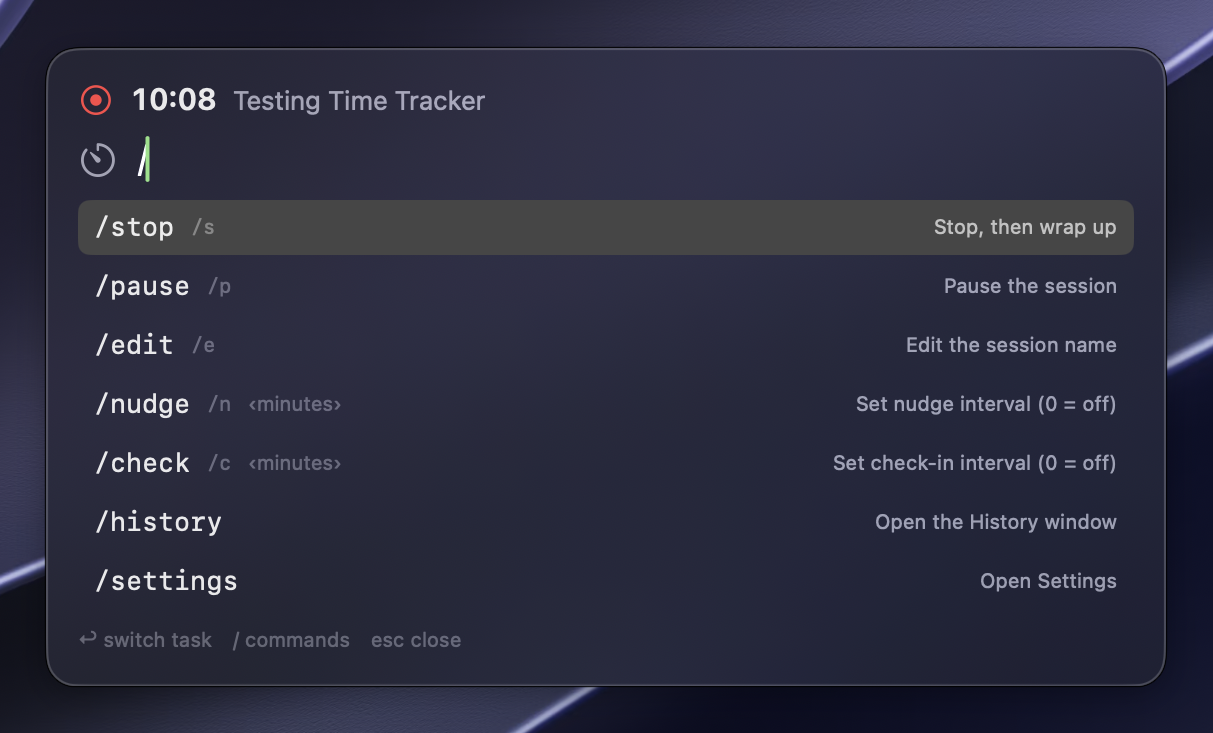 10:08 Testing Time Tracker
/
/stop /s Stop, then wrap up
/pause /p Pause the session
/edit /e Edit the session name
/nudge /n ‹minutes› Set nudge interval (0 = off)
/check /c ‹minutes› Set check-in interval (0 = off)
/history Open the History window
/settings Open Settings
↩ switch task / commands esc close